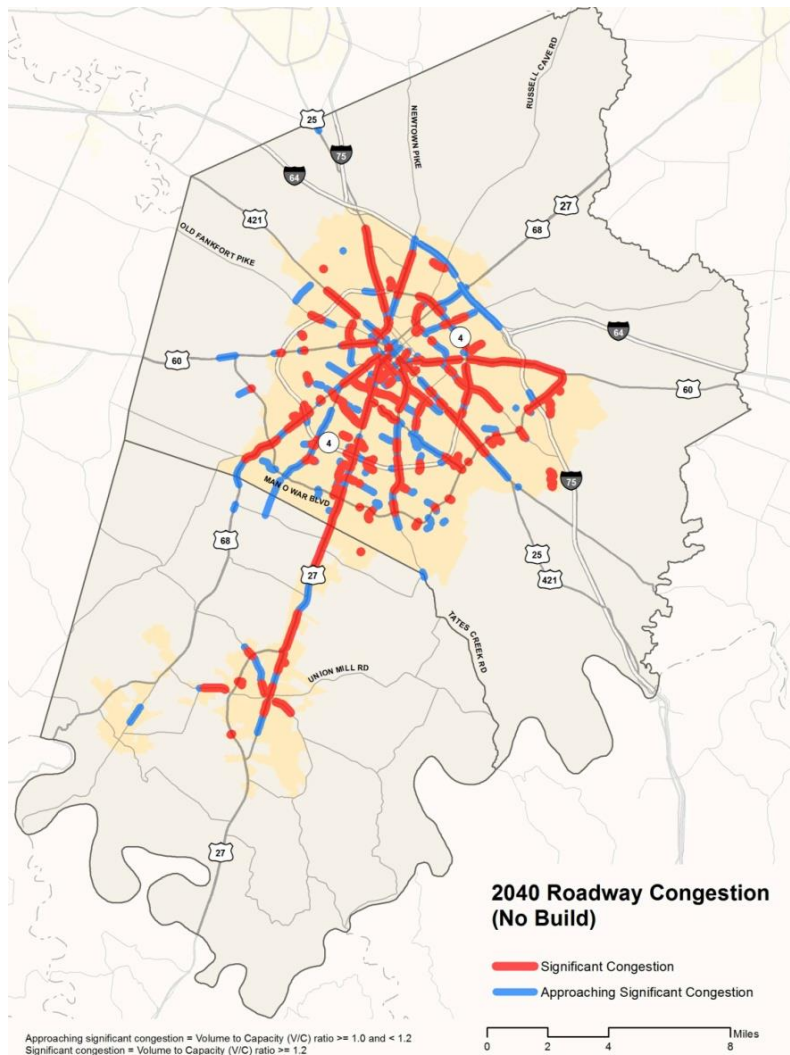 RUSSELL CAVE RD
NEWTOWN PIKE
25
75
64
27
421
68
OLD FANKFORT PIKE
4
64
60
60
4
MAN O WAR BLVD
75
68
25
27
421
TATES CREEK RD
UNION MILL RD
27
2040 Roadway Congestion
(No Build)
Significant Congestion
Approaching Significant Congestion
Miles
0 2 4 8
Approaching significant congestion = Volume to Capacity (V/C) ratio >= 1.0 and < 1.2
Significant congestion = Volume to Capacity (V/C) ratio >= 1.2